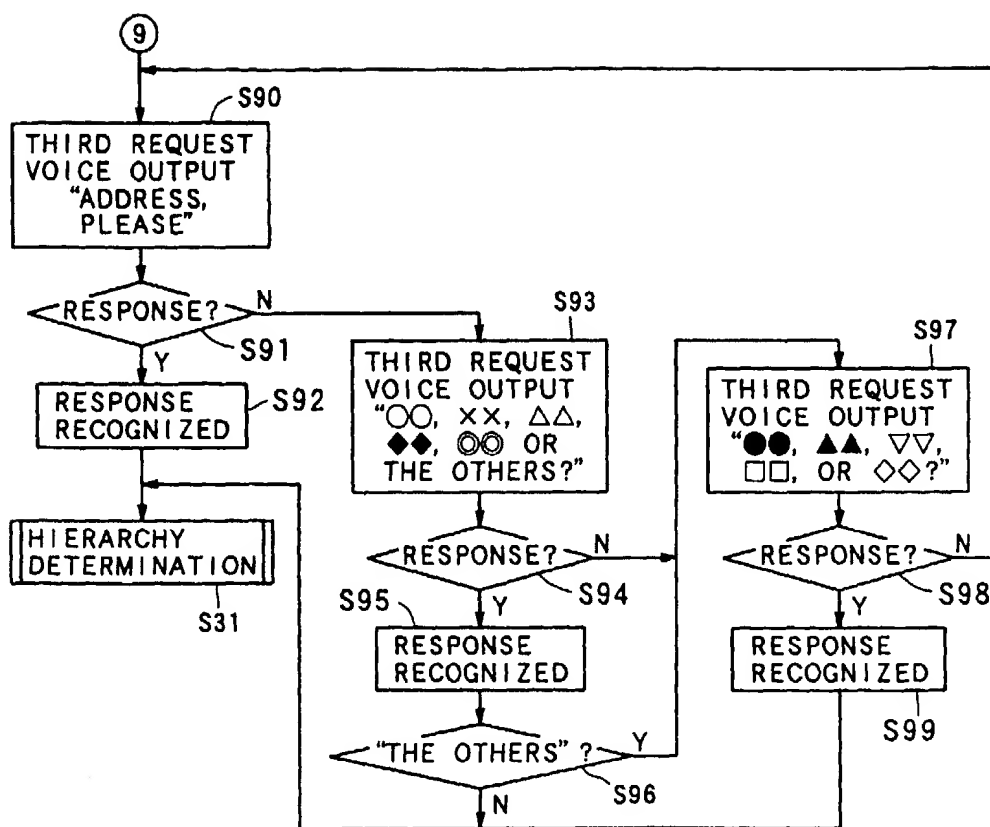 9
S90
THIRD REQUEST
VOICE OUTPUT
“ADDRESS,
PLEASE”
RESPONSE?
N
S91
Y
RESPONSE
RECOGNIZED
S92
HIERARCHY
DETERMINATION
S31
S93
THIRD REQUEST
VOICE OUTPUT
“○○, ××, △△,
◆◆, ◎◎ OR
THE OTHERS?”
RESPONSE?
N
S94
Y
S95
RESPONSE
RECOGNIZED
“THE OTHERS”?
Y
S96
N
S97
THIRD REQUEST
VOICE OUTPUT
“●●, ▲▲, ▽▽,
□□, OR ◇◇?”
RESPONSE?
N
S98
Y
RESPONSE
RECOGNIZED
S99